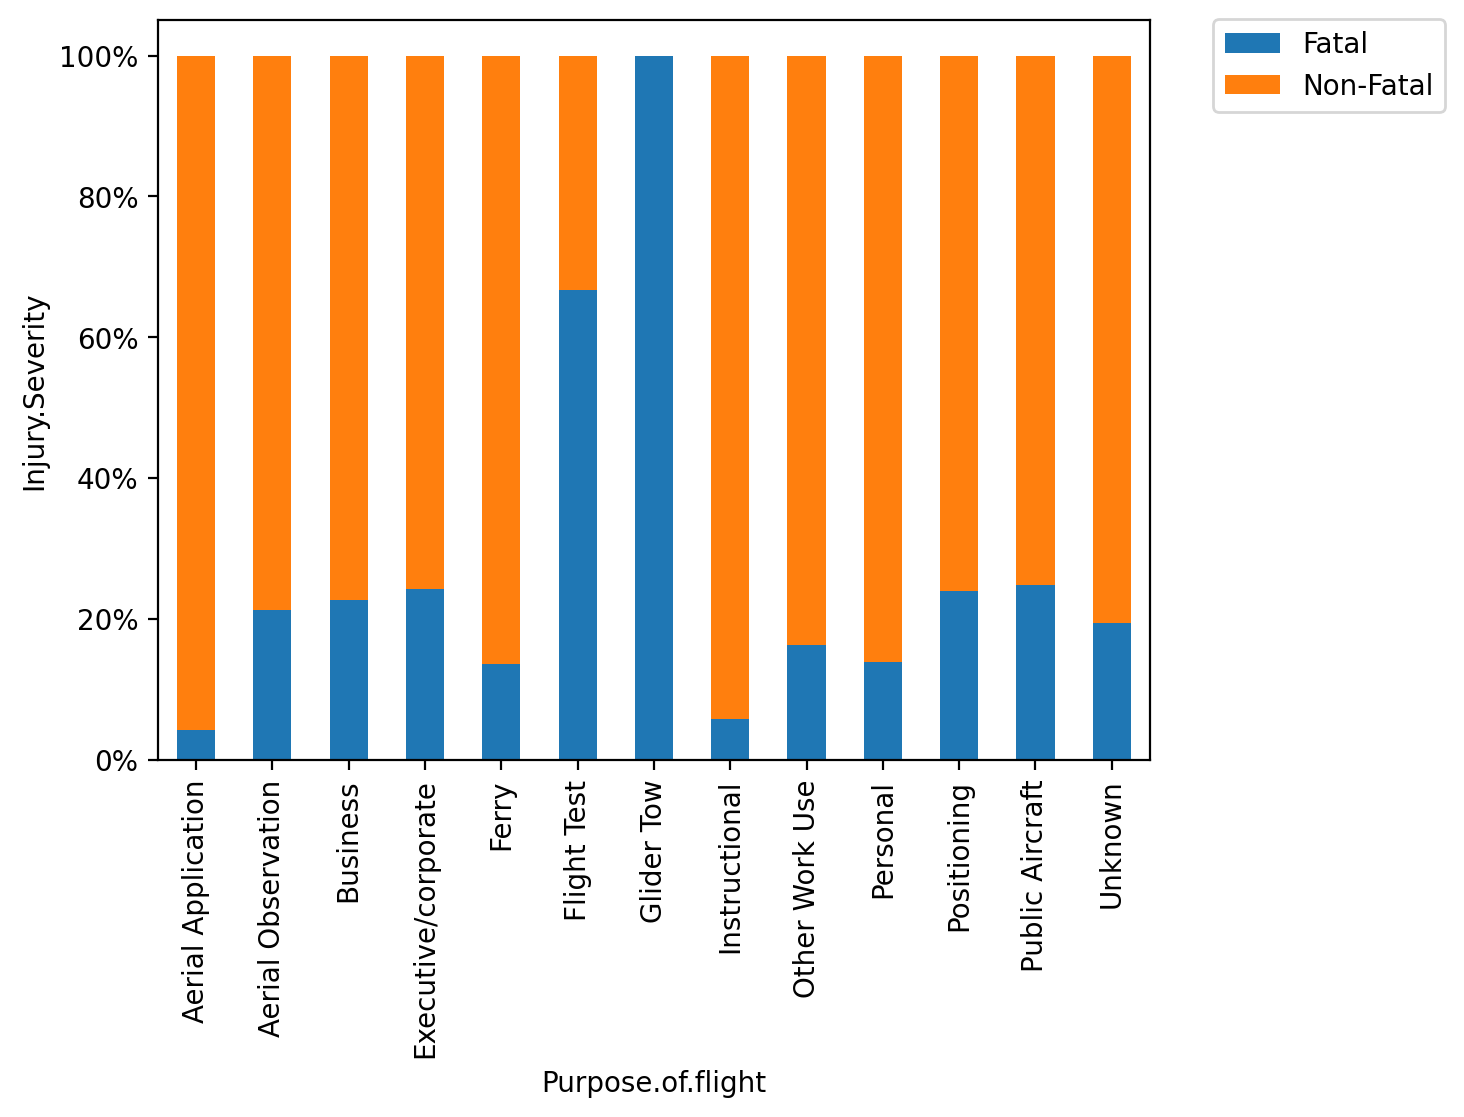 Fatal
Non-Fatal
100%
80%
60%
40%
20%
0%
Injury.Severity
Aerial Application
Aerial Observation
Business
Executive/corporate
Ferry
Flight Test
Glider Tow
Instructional
Other Work Use
Personal
Positioning
Public Aircraft
Unknown
Purpose.of.flight